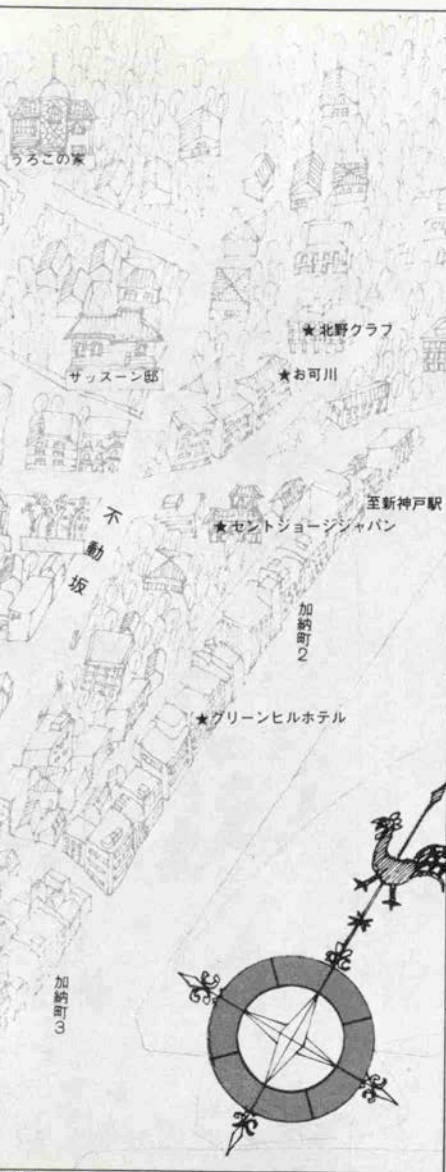 うろこの家
★北野クラブ
サッスーン邸
★お可川
至新神戸駅
不動坂
★セントジョージジャパン
加納町2
★グリーンヒルホテル
加納町3